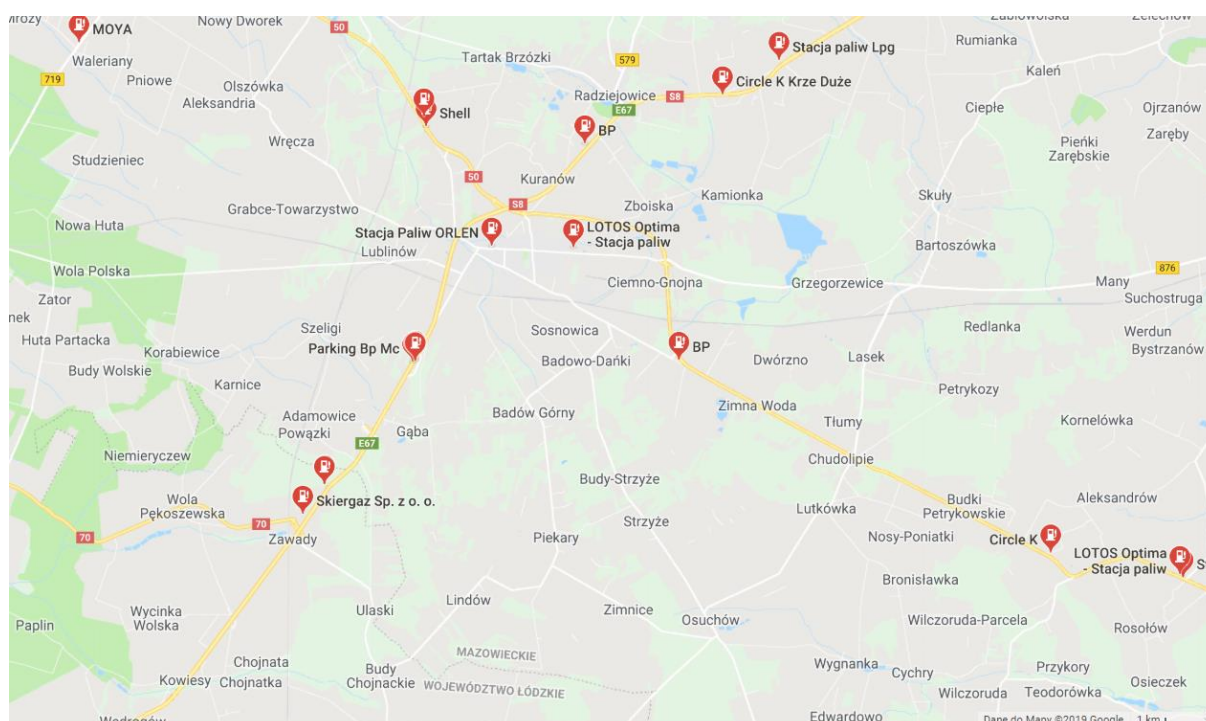 Nowy Dworek
MOYA
Waleriany
719
Pniowe
Olszówka
Aleksandria
Tartak Brzózki
579
Radziejowice
S8
E67
Stacja paliw Lpg
Circle K Krze Duże
Rumianka
Kaleń
Ciepłe
Ojrzanów
Zaręby
Pieńki
Zarębskie
Shell
BP
Wręcza
Studzieniec
50
50
Kuranów
S8
Kamionka
Skuły
Zboiska
Grabce-Towarzystwo
Nowa Huta
Stacja Paliw ORLEN
LOTOS Optima
- Stacja paliw
Lublinów
Bartoszówka
Wola Polska
876
Ciemno-Gnojna
Grzegorzewice
Many
Suchostruga
Zator
Szeligi
Sosnowica
Redlanka
Werdun
Huta Partacka
Korabiewice
Parking Bp Mc
Badowo-Dańki
BP
Dwórzno
Lasek
Bystrzanów
Budy Wolskie
Karnice
Petrykozy
Adamowice
Powązki
Gąba
Badów Górny
Zimna Woda
Tłumy
Kornelówka
E67
Niemieryczew
Chudolipie
Budy-Strzyże
Wola
Pękoszewska
Skiergaz Sp. z o. o.
Budki
Petrykowskie
Aleksandrów
Lutkówka
Strzyże
70
70
Zawady
Piekary
Nosy-Poniatki
Circle K
LOTOS Optima
- Stacja paliw
Bronisławka
Lindów
Ulaski
Zimnice
Osuchów
Wycinka
Wolska
Paplin
Wilczoruda-Parcela
Rosołów
MAZOWIECKIE
Chojnata
Kowiesy
Chojnatka
Budy
Chojnackie
WOJEWÓDZTWO ŁÓDZKIE
Wygnanka
Cychry
Przykory
Wilczoruda
Teodorówka
Osieczek
Edwardowo
Dane do Mapy ©2019 Google
1 km